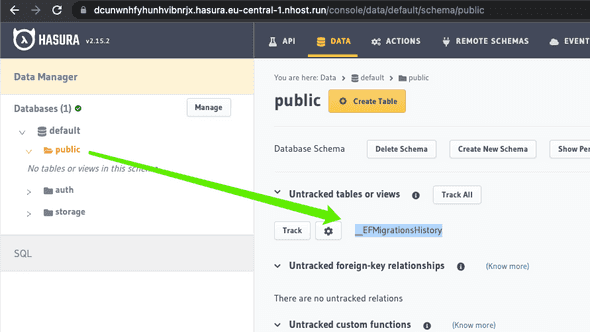 dcunwnhfyhunhvibnrjx.hasura.eu-central-1.nhost.run/console/data/default/schema/public
HASURA v2.15.2
API
DATA
ACTIONS
REMOTE SCHEMAS
EVENT
Data Manager
Databases (1)
Manage
default
public
No tables or views in this schema
auth
storage
SQL
You are here: Data > default > public
public
Create Table
Database Schema
Delete Schema
Create New Schema
Show Per
Untracked tables or views
Track All
Track
__EFMigrationsHistory
Untracked foreign-key relationships
(Know more)
There are no untracked relations
Untracked custom functions
(Know more)